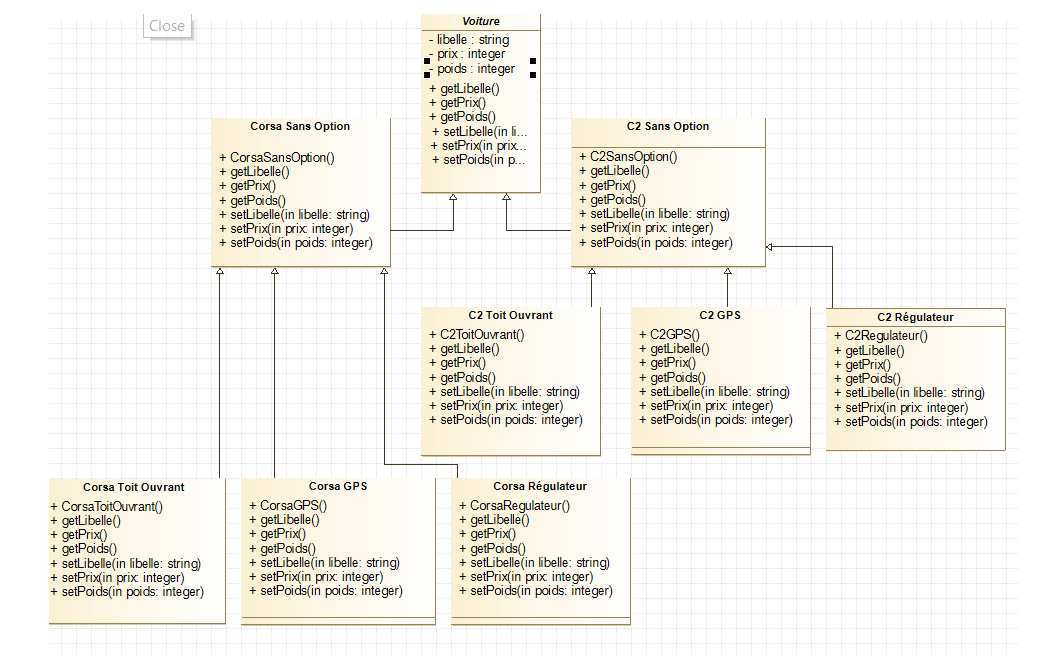 Close
Voiture
- libelle : string
- prix : integer
- poids : integer
+ getLibelle()
+ getPrix()
+ getPoids()
+ setLibelle(in li...
+ setPrix(in prix...
+ setPoids(in p...
Corsa Sans Option
+ CorsaSansOption()
+ getLibelle()
+ getPrix()
+ getPoids()
+ setLibelle(in libelle: string)
+ setPrix(in prix: integer)
+ setPoids(in poids: integer)
C2 Sans Option
+ C2SansOption()
+ getLibelle()
+ getPrix()
+ getPoids()
+ setLibelle(in libelle: string)
+ setPrix(in prix: integer)
+ setPoids(in poids: integer)
C2 Toit Ouvrant
+ C2ToitOuvrant()
+ getLibelle()
+ getPrix()
+ getPoids()
+ setLibelle(in libelle: string)
+ setPrix(in prix: integer)
+ setPoids(in poids: integer)
C2 GPS
+ C2GPS()
+ getLibelle()
+ getPrix()
+ getPoids()
+ setLibelle(in libelle: string)
+ setPrix(in prix: integer)
+ setPoids(in poids: integer)
C2 Régulateur
+ C2Regulateur()
+ getLibelle()
+ getPrix()
+ getPoids()
+ setLibelle(in libelle: string)
+ setPrix(in prix: integer)
+ setPoids(in poids: integer)
Corsa Toit Ouvrant
+ CorsaToitOuvrant()
+ getLibelle()
+ getPrix()
+ getPoids()
+ setLibelle(in libelle: string)
+ setPrix(in prix: integer)
+ setPoids(in poids: integer)
Corsa GPS
+ CorsaGPS()
+ getLibelle()
+ getPrix()
+ getPoids()
+ setLibelle(in libelle: string)
+ setPrix(in prix: integer)
+ setPoids(in poids: integer)
Corsa Régulateur
+ CorsaRegulateur()
+ getLibelle()
+ getPrix()
+ getPoids()
+ setLibelle(in libelle: string)
+ setPrix(in prix: integer)
+ setPoids(in poids: integer)